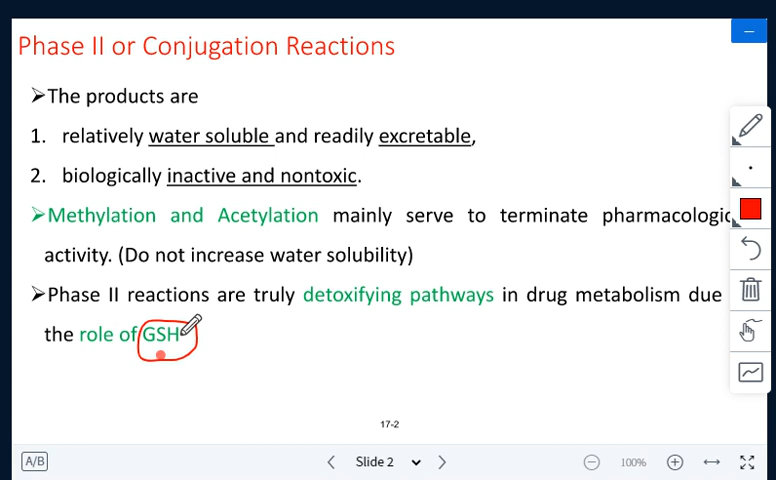 Phase II or Conjugation Reactions
➤The products are
1. relatively water soluble and readily excretable,
2. biologically inactive and nontoxic.
➤Methylation and Acetylation mainly serve to terminate
activity. (Do not increase water solubility)
➤Phase II reactions are truly detoxifying pathways in drug metabolism due
the role of GSH
17-2
A/B
Slide 2
100%